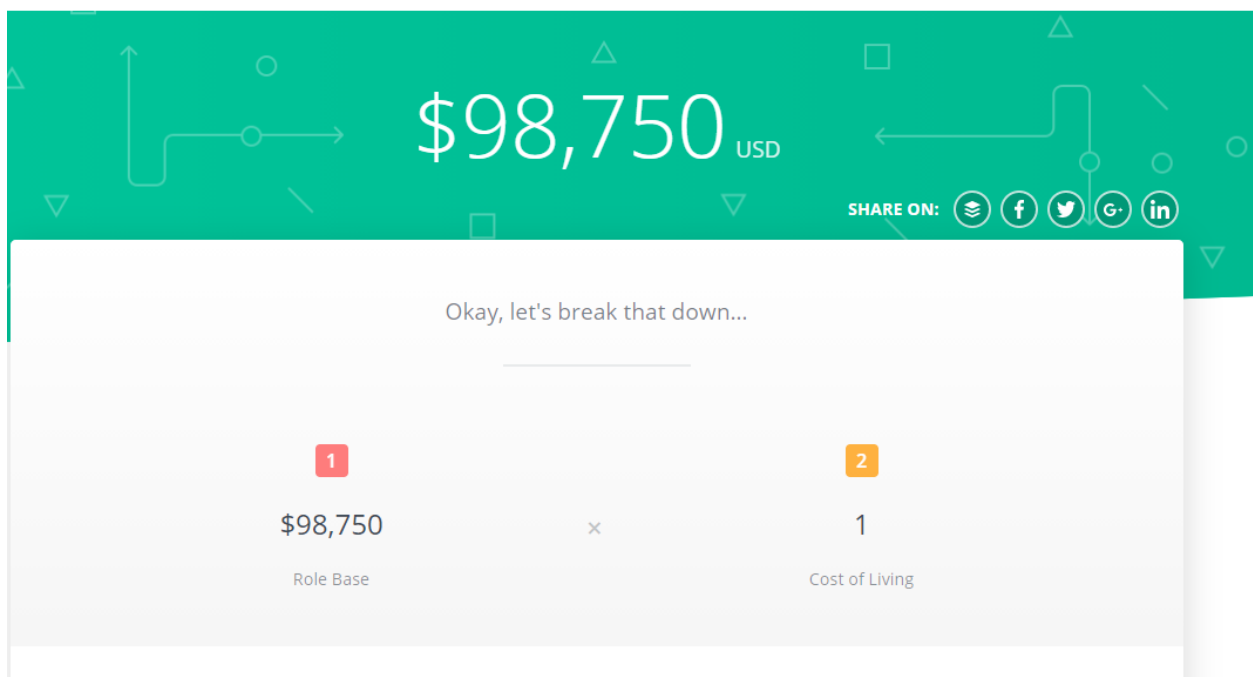 $98,750 USD
SHARE ON: G+ in
Okay, let's break that down...
1 2
$98,750 × 1
Role Base Cost of Living